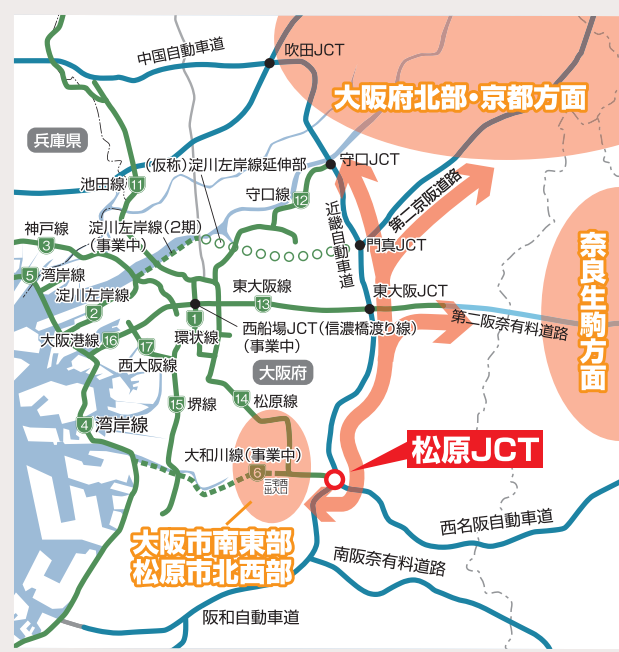 中国自動車道
吹田JCT
大阪府北部・京都方面
兵庫県
(仮称)淀川左岸線延伸部
守口JCT
池田線
11
守口線
12
近畿自動車道
第二京阪道路
神戸線
3
淀川左岸線(2期)
(事業中)
門真JCT
奈良生駒方面
5
湾岸線
淀川左岸線
2
東大阪線
13
東大阪JCT
1
環状線
西船場JCT(信濃橋渡り線)
(事業中)
第二阪奈有料道路
大阪港線
16
17
西大阪線
大阪府
15
堺線
14
松原線
4
湾岸線
大和川線(事業中)
6
三宅西
出入口
松原JCT
大阪市南東部
松原市北西部
西名阪自動車道
南阪奈有料道路
阪和自動車道